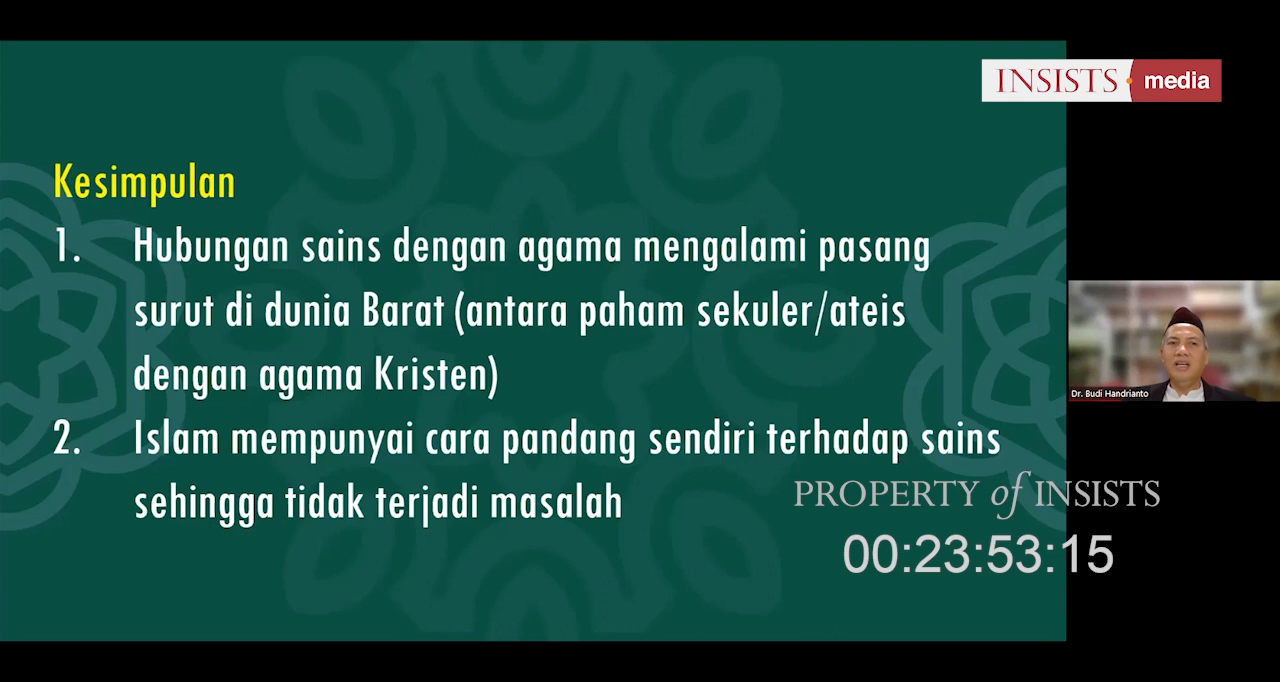 INSISTS media
Kesimpulan
1. Hubungan sains dengan agama mengalami pasang
surut di dunia Barat (antara paham sekuler/ateis
dengan agama Kristen)
2. Islam mempunyai cara pandang sendiri terhadap sains
sehingga tidak terjadi masalah
Dr. Budi Handrianto
PROPERTY of INSISTS
00:23:53:15